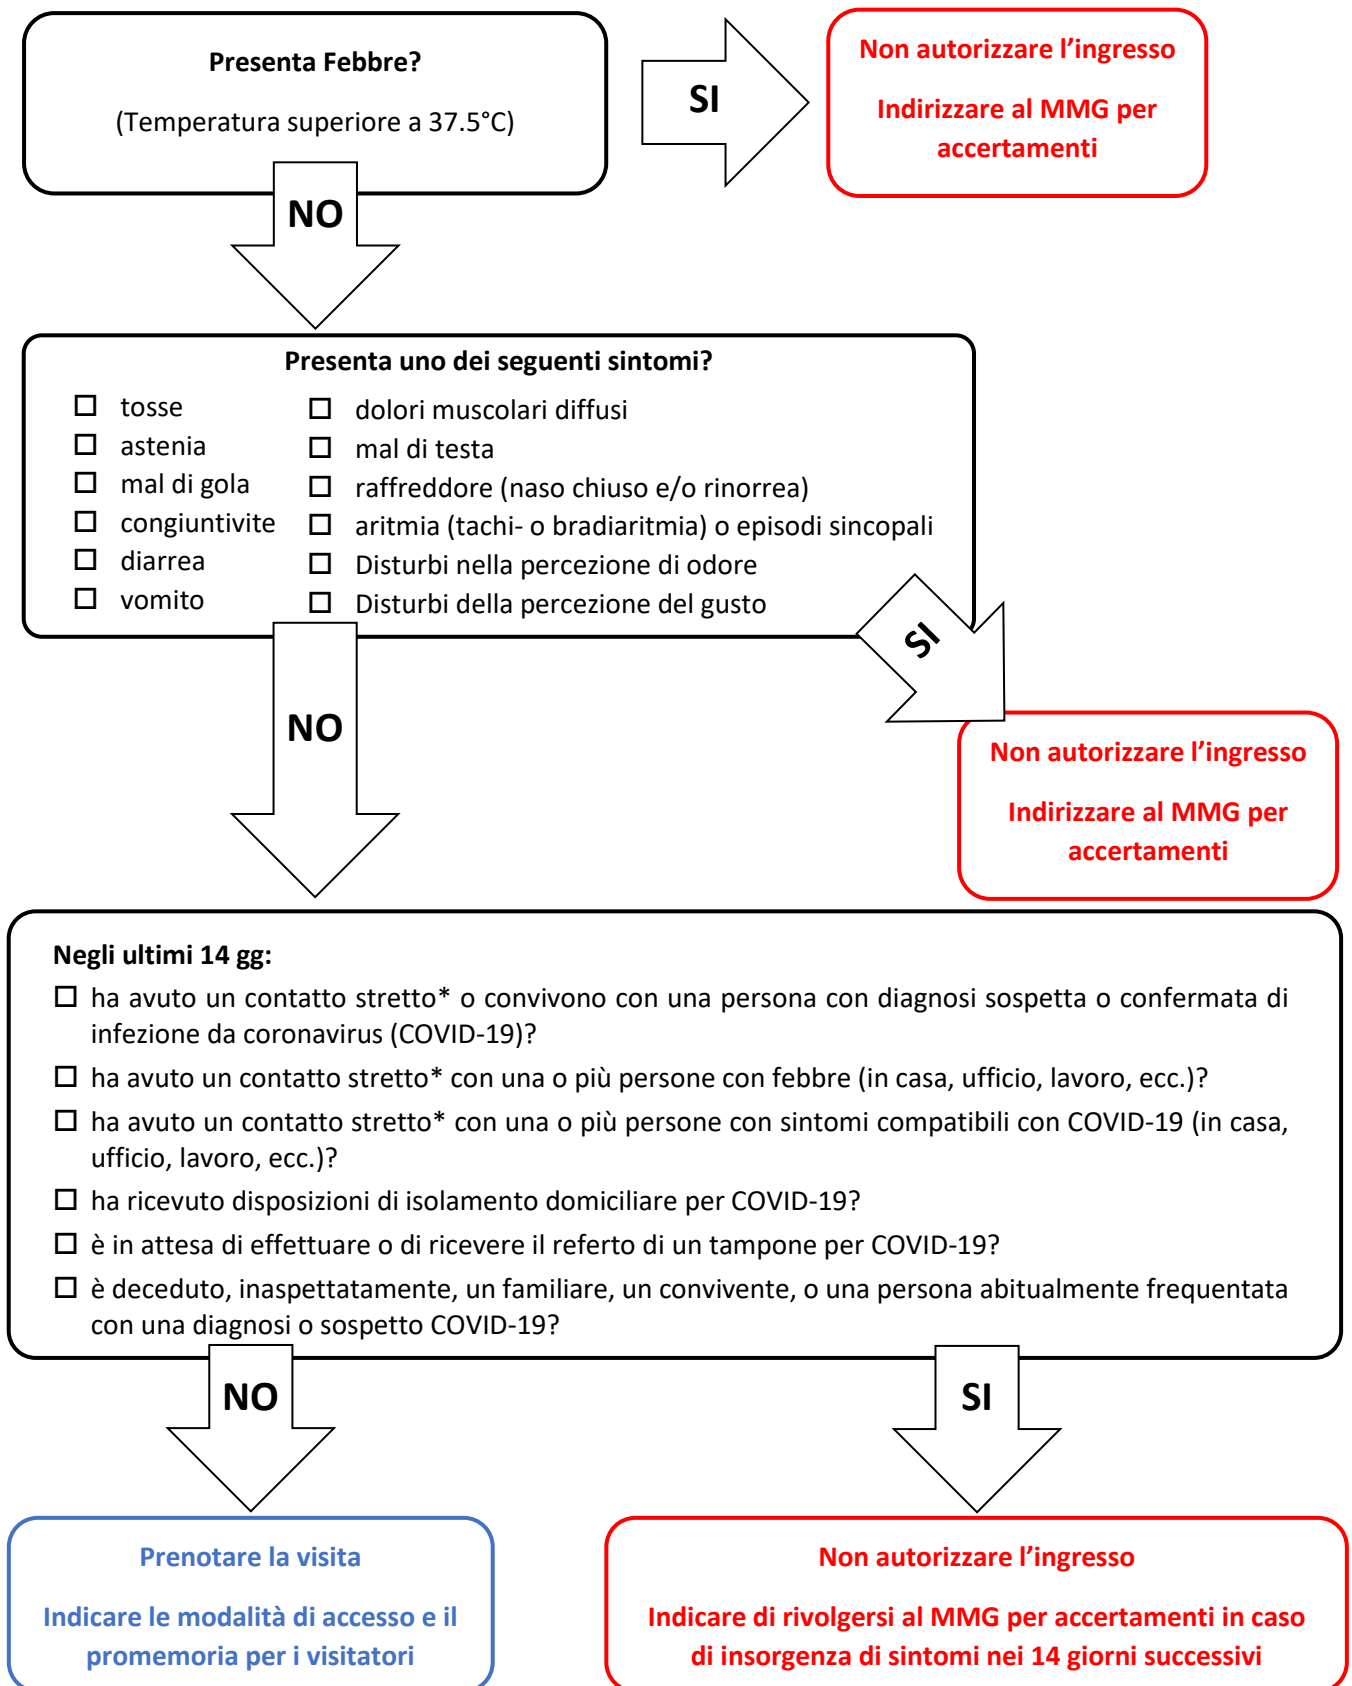 Presenta Febbre?
(Temperatura superiore a 37.5°C)
SI
Non autorizzare l’ingresso
Indirizzare al MMG per
accertamenti
NO
Presenta uno dei seguenti sintomi?
☐ tosse
☐ astenia
☐ mal di gola
☐ congiuntivite
☐ diarrea
☐ vomito
☐ dolori muscolari diffusi
☐ mal di testa
☐ raffreddore (naso chiuso e/o rinorrea)
☐ aritmia (tachi- o bradiaritmia) o episodi sincopali
☐ Disturbi nella percezione di odore
☐ Disturbi della percezione del gusto
SI
NO
Non autorizzare l’ingresso
Indirizzare al MMG per
accertamenti
Negli ultimi 14 gg:
☐ ha avuto un contatto stretto* o convivono con una persona con diagnosi sospetta o confermata di
infezione da coronavirus (COVID-19)?
☐ ha avuto un contatto stretto* con una o più persone con febbre (in casa, ufficio, lavoro, ecc.)?
☐ ha avuto un contatto stretto* con una o più persone con sintomi compatibili con COVID-19 (in casa,
ufficio, lavoro, ecc.)?
☐ ha ricevuto disposizioni di isolamento domiciliare per COVID-19?
☐ è in attesa di effettuare o di ricevere il referto di un tampone per COVID-19?
☐ è deceduto, inaspettatamente, un familiare, un convivente, o una persona abitualmente frequentata
con una diagnosi o sospetto COVID-19?
NO
SI
Prenotare la visita
Indicare le modalità di accesso e il
promemoria per i visitatori
Non autorizzare l’ingresso
Indicare di rivolgersi al MMG per accertamenti in caso
di insorgenza di sintomi nei 14 giorni successivi